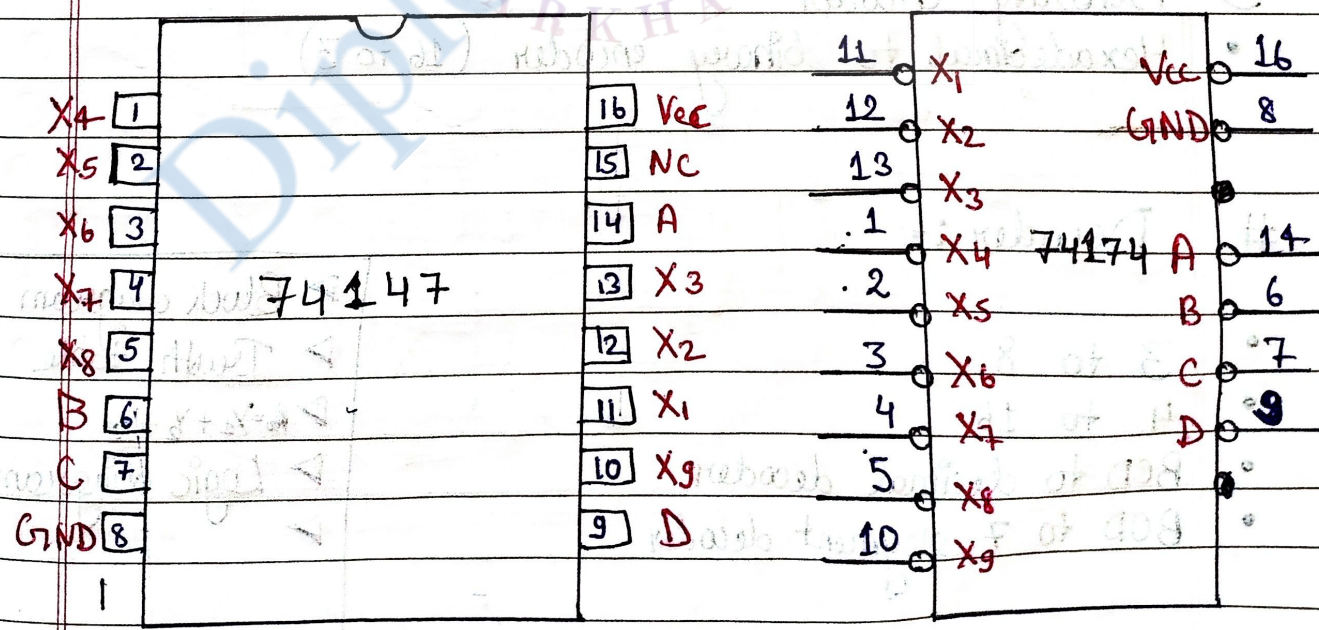 X4 1
X5 2
X6 3
X7 4
X8 5
B 6
C 7
GND 8
74147
16 Vcc
15 NC
14 A
13 X3
12 X2
11 X1
10 X9
9 D
11 X1
12 X2
13 X3
1 X4
2 X5
3 X6
4 X7
5 X8
10 X9
74174
Vcc 16
GND 8
A 14
B 6
C 7
D 9